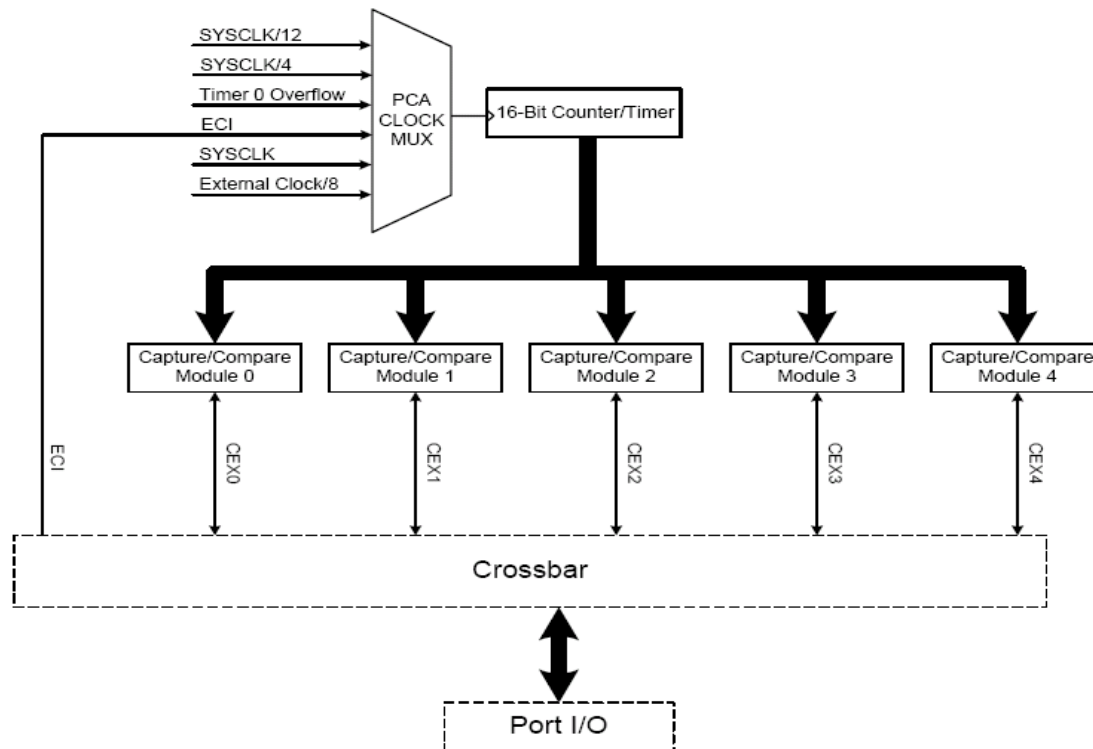 SYSCLK/12
SYSCLK/4
Timer 0 Overflow
ECI
SYSCLK
External Clock/8
PCA
CLOCK
MUX
16-Bit Counter/Timer
Capture/Compare
Module 0
Capture/Compare
Module 1
Capture/Compare
Module 2
Capture/Compare
Module 3
Capture/Compare
Module 4
ECI
CEX0
CEX1
CEX2
CEX3
CEX4
Crossbar
Port I/O